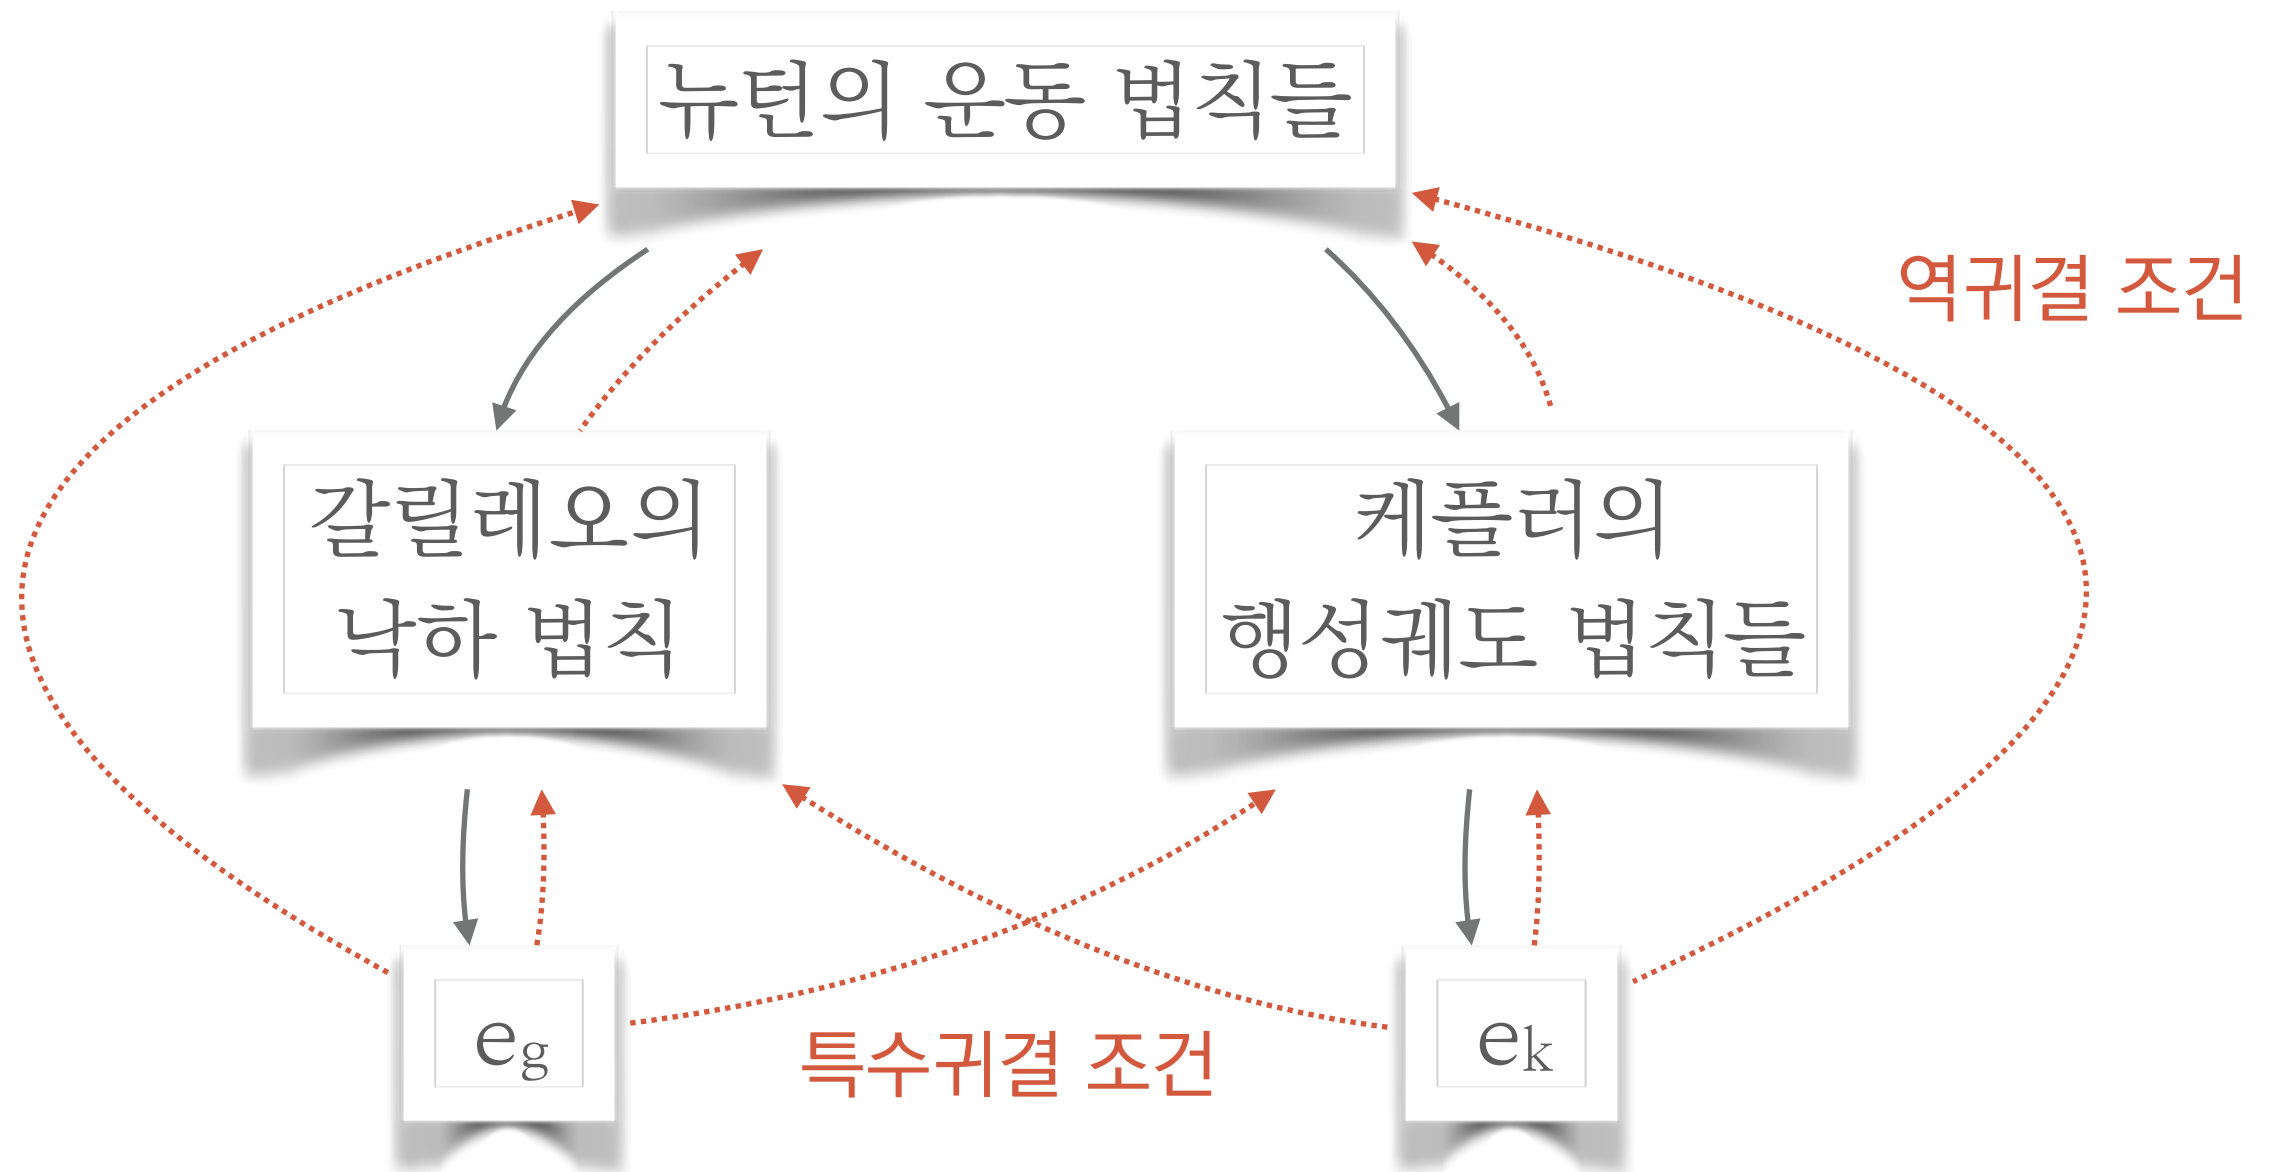 뉴턴의 운동 법칙들
역귀결 조건
갈릴레오의
낙하 법칙
케플러의
행성궤도 법칙들
e_g
특수귀결 조건
e_k